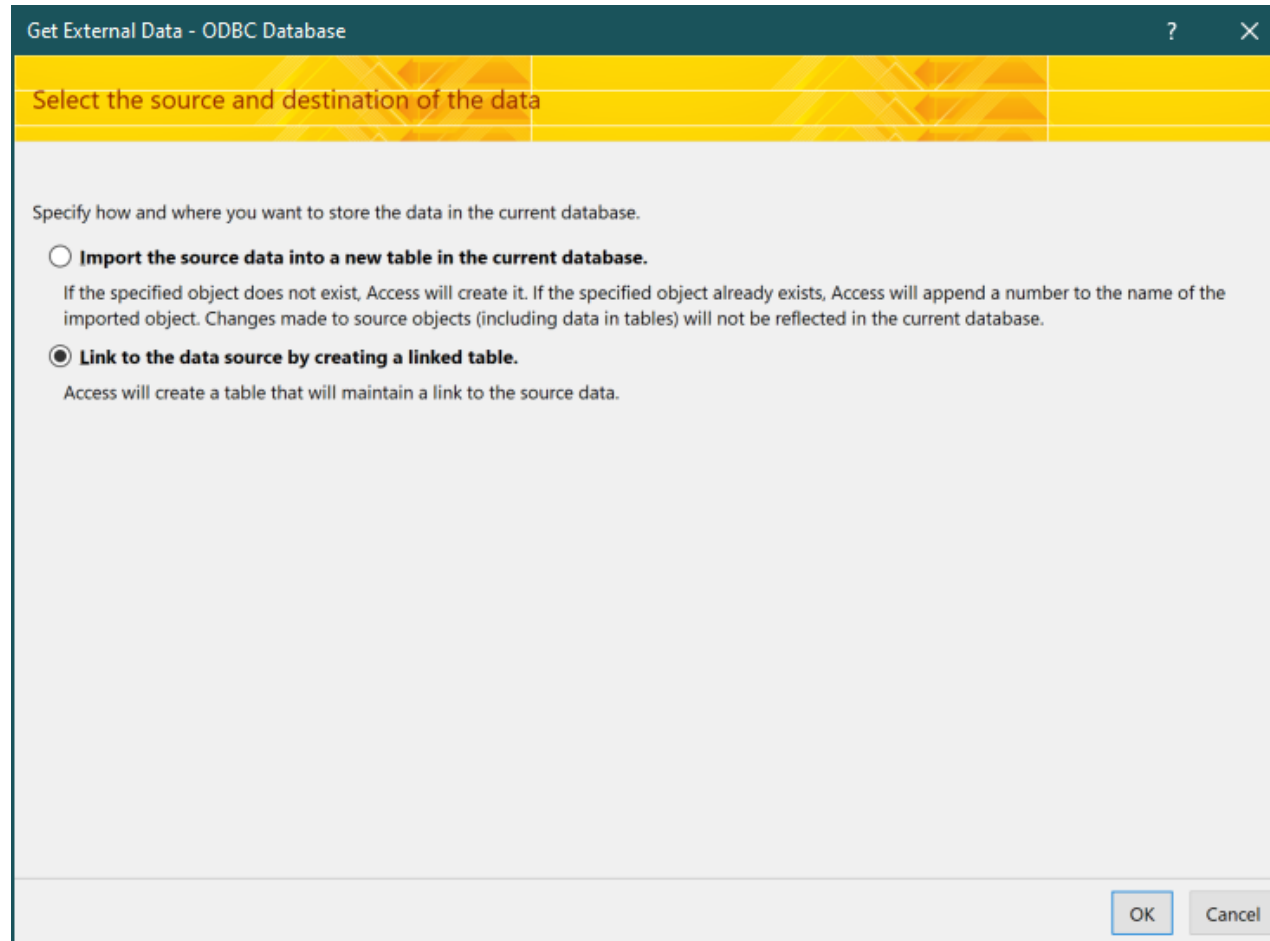 Get External Data - ODBC Database
Select the source and destination of the data
Specify how and where you want to store the data in the current database.
Import the source data into a new table in the current database.
If the specified object does not exist, Access will create it. If the specified object already exists, Access will append a number to the name of the
imported object. Changes made to source objects (including data in tables) will not be reflected in the current database.
Link to the data source by creating a linked table.
Access will create a table that will maintain a link to the source data.
OK Cancel